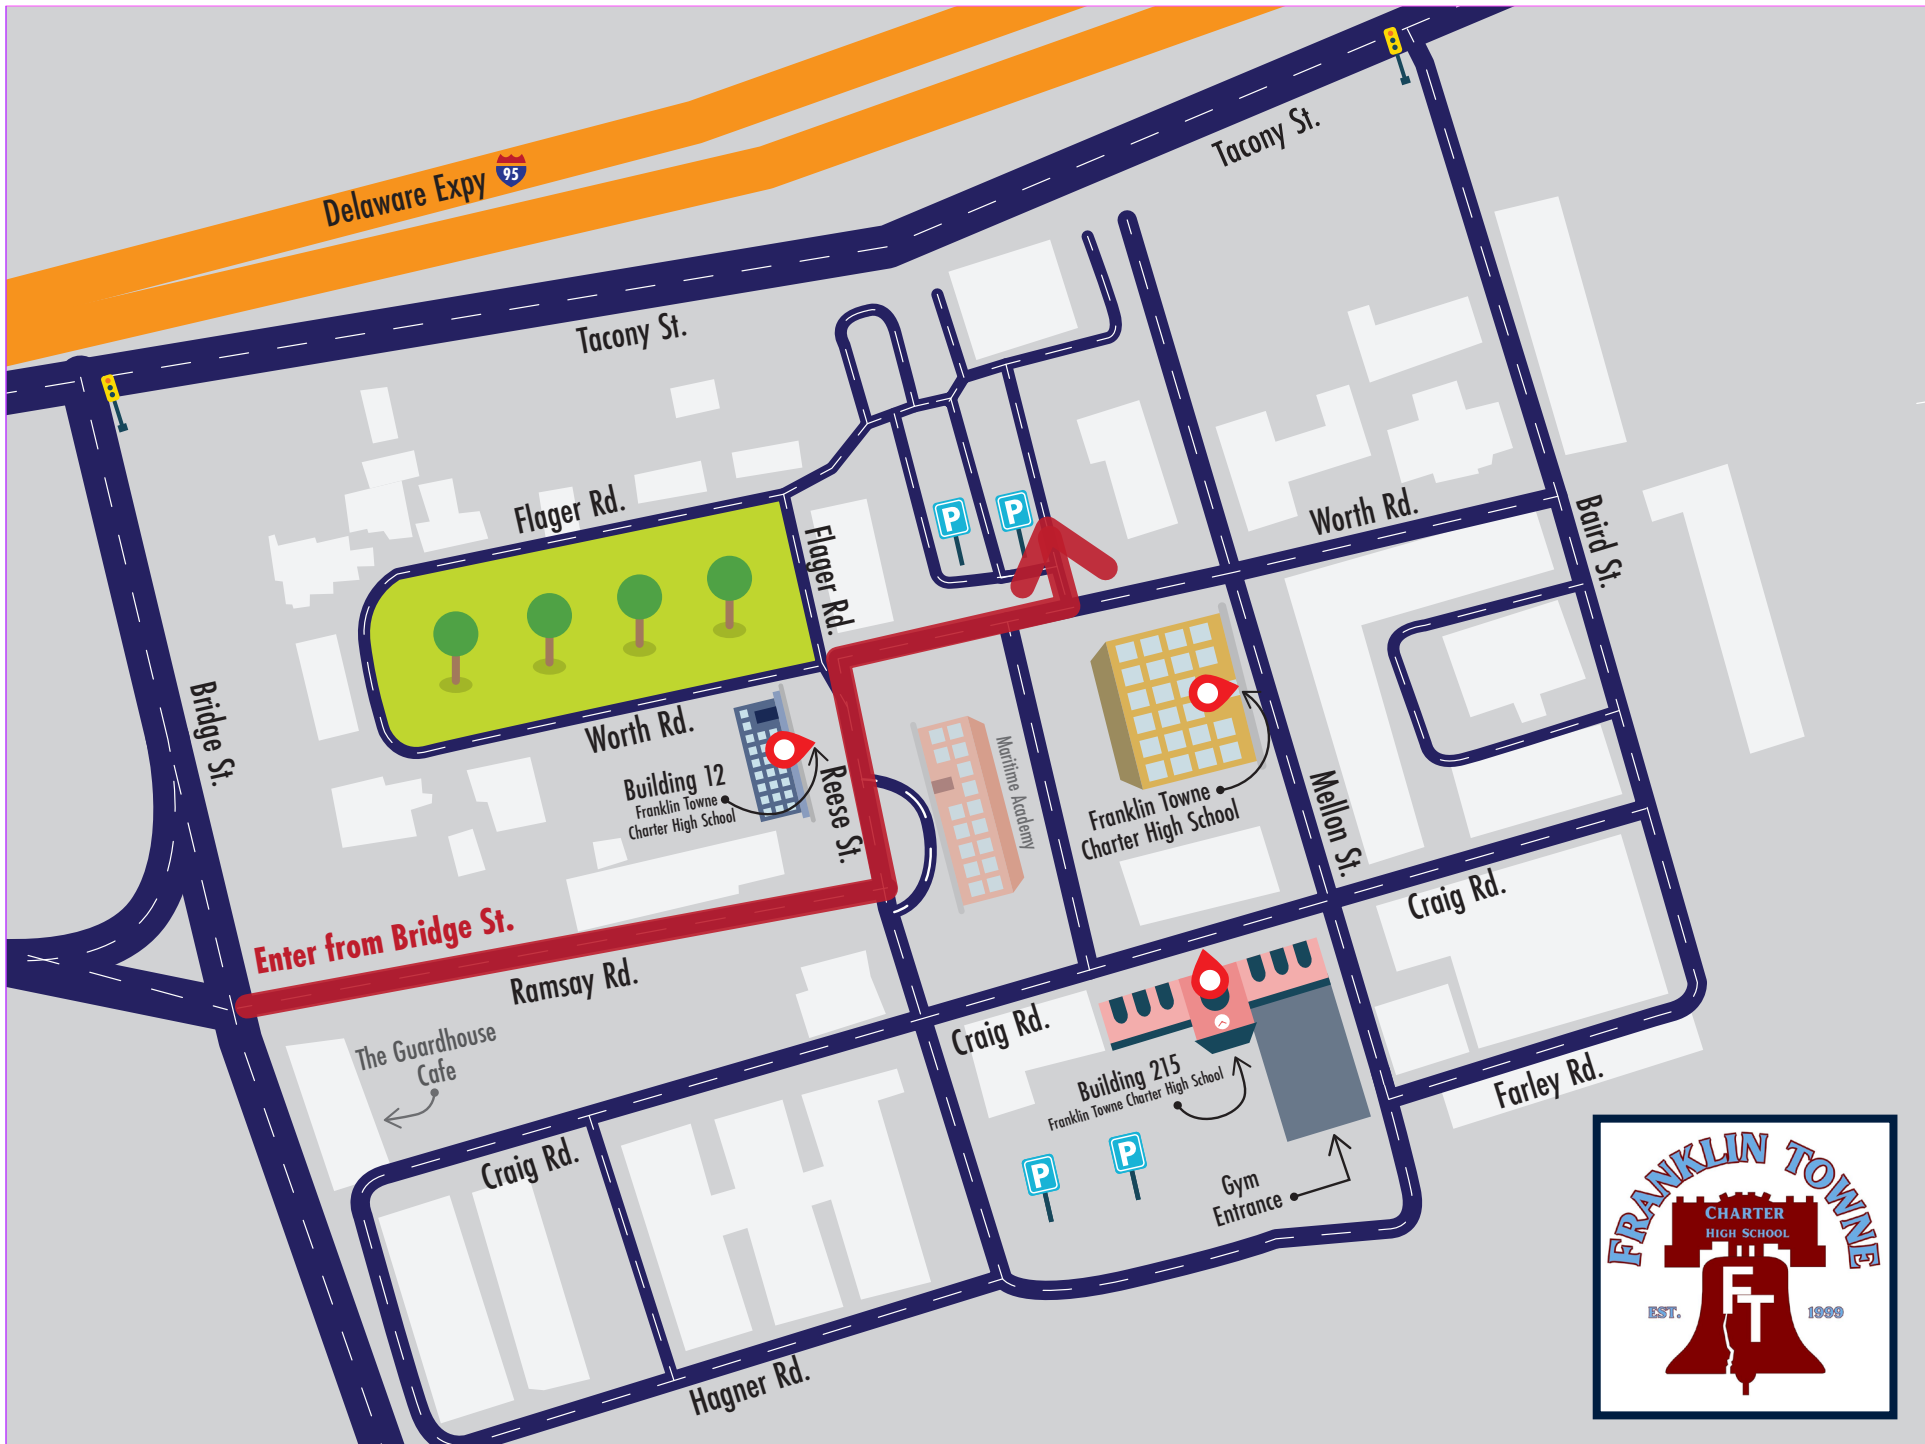 Delaware Expy
95
Tacony St.
Tacony St.
Flager Rd.
Flager Rd.
P
P
Worth Rd.
Baird St.
Bridge St.
Worth Rd.
Building 12
Franklin Towne
Charter High School
Reese St.
Maritime Academy
Franklin Towne
Charter High School
Mellon St.
Craig Rd.
Enter from Bridge St.
Ramsay Rd.
The Guardhouse
Cafe
Craig Rd.
Building 215
Franklin Towne Charter High School
Farley Rd.
Craig Rd.
P
P
Gym
Entrance
Hagner Rd.
FRANKLIN TOWNE
CHARTER
HIGH SCHOOL
FT
EST. 1999